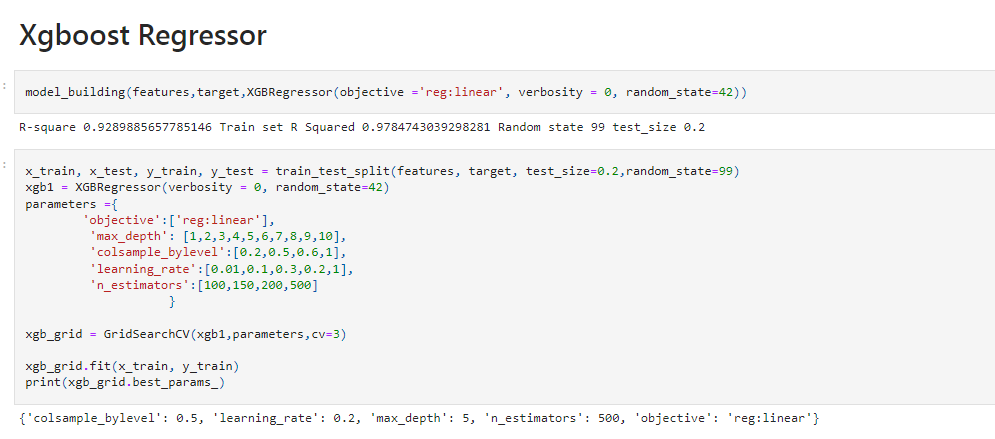 Xgboost Regressor
:
model_building(features,target,XGBRegressor(objective ='reg:linear', verbosity = 0, random_state=42))
R-square 0.9289885657785146 Train set R Squared 0.9784743039298281 Random state 99 test_size 0.2
:
x_train, x_test, y_train, y_test = train_test_split(features, target, test_size=0.2,random_state=99)
xgb1 = XGBRegressor(verbosity = 0, random_state=42)
parameters ={
'objective':['reg:linear'],
'max_depth': [1,2,3,4,5,6,7,8,9,10],
'colsample_bylevel':[0.2,0.5,0.6,1],
'learning_rate':[0.01,0.1,0.3,0.2,1],
'n_estimators':[100,150,200,500]
}
xgb_grid = GridSearchCV(xgb1,parameters,cv=3)
xgb_grid.fit(x_train, y_train)
print(xgb_grid.best_params_)
{'colsample_bylevel': 0.5, 'learning_rate': 0.2, 'max_depth': 5, 'n_estimators': 500, 'objective': 'reg:linear'}